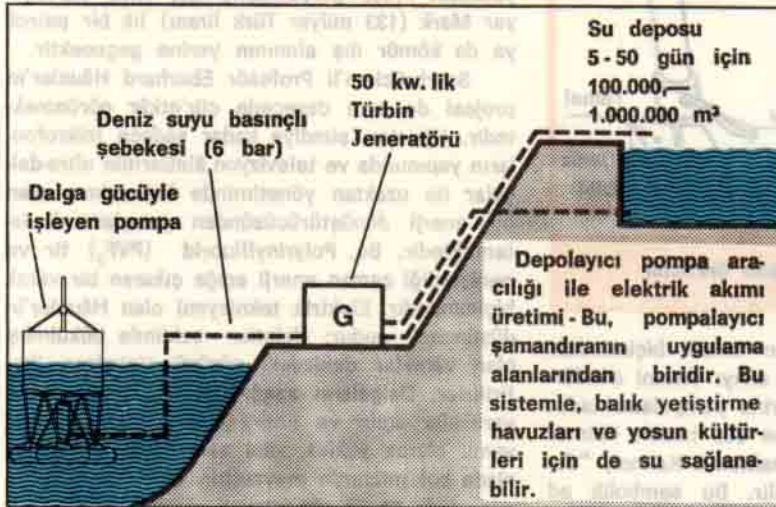 Su deposu
5 - 50 gün için
100.000,—
1.000.000 m³
50 kw. lik
Türbin
Jeneratörü
Deniz suyu basınçlı
şebekesi (6 bar)
Dalga gücüyle
işleyen pompa
G
Depolayıcı pompa ara-
cılığı ile elektrik akımı
üretimi - Bu, pompalayıcı
şamandıranın uygulama
alanlarından biridir. Bu
sistemle, balık yetiştirme
havuzları ve yosun kültür-
leri için de su sağlana-
bilir.